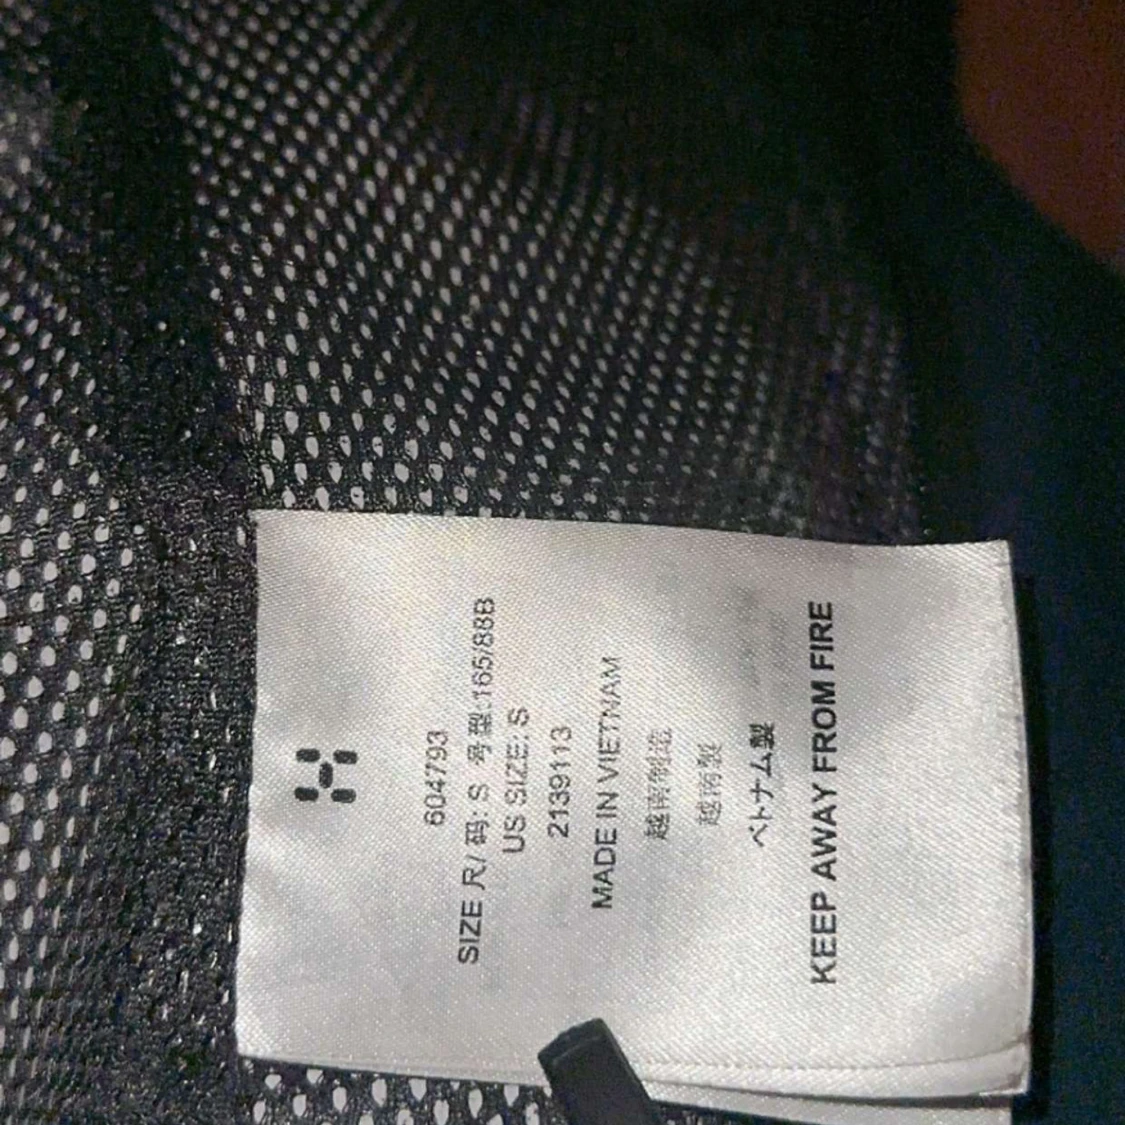 604793
SIZE 尺/ 码: S 号型:165/88B
US SIZE: S
2139113
MADE IN VIETNAM
越南制造
越南製
ベトナム製
KEEP AWAY FROM FIRE